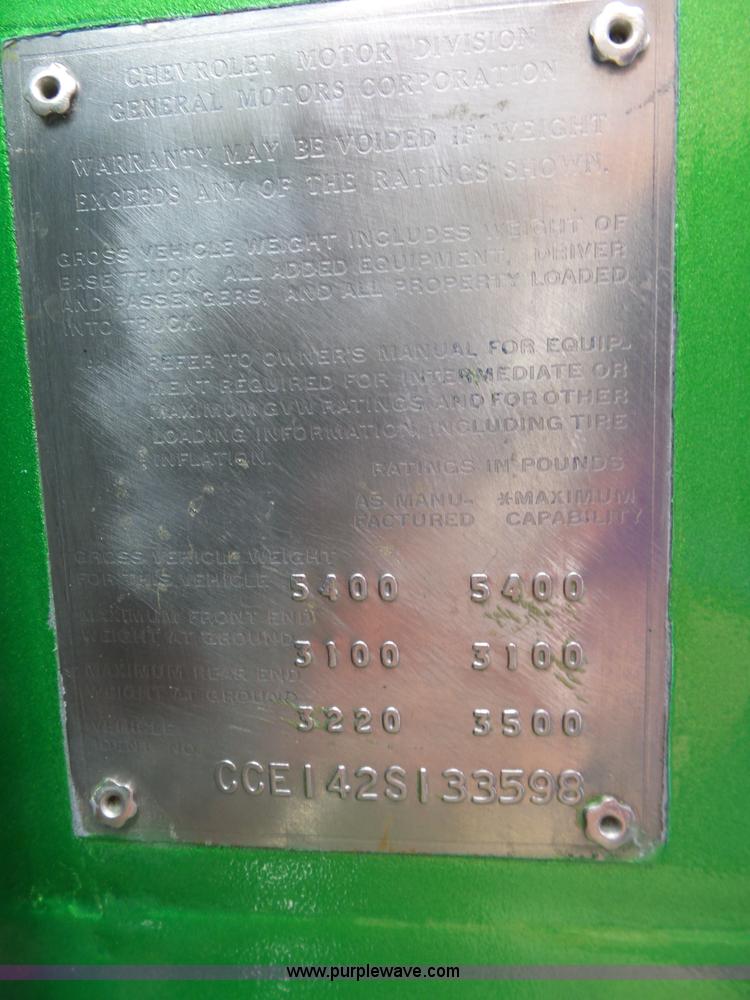 CHEVROLET MOTOR DIVISION
GENERAL MOTORS CORPORATION
WARRANTY MAY BE VOIDED IF WEIGHT
EXCEEDS ANY OF THE RATINGS SHOWN.
GROSS VEHICLE WEIGHT INCLUDES WEIGHT OF
BASE TRUCK, ALL ADDED EQUIPMENT, DRIVER
AND PASSENGERS, AND ALL PROPERTY LOADED
INTO TRUCK.
REFER TO OWNER'S MANUAL FOR EQUIP-
MENT REQUIRED FOR INTERMEDIATE OR
MAXIMUM GVW RATINGS AND FOR OTHER
LOADING INFORMATION, INCLUDING TIRE
INFLATION.
RATINGS IN POUNDS
AS MANU- *MAXIMUM
FACTURED CAPABILITY
GROSS VEHICLE WEIGHT
FOR THIS VEHICLE 5400 5400
MAXIMUM FRONT END
WEIGHT AT GROUND 3100 3100
MAXIMUM REAR END
WEIGHT AT GROUND 3220 3500
VEHICLE
IDENT. NO. CCE142S133598
www.purplewave.com